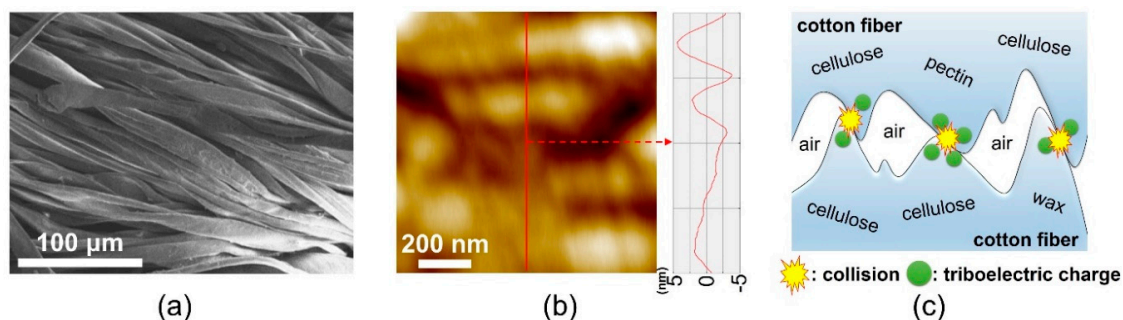 100 µm
(a)
200 nm
(nm)
5
0
-5
(b)
cotton fiber
cellulose
pectin
cellulose
air
air
air
cellulose
cellulose
wax
cotton fiber
: collision
: triboelectric charge
(c)